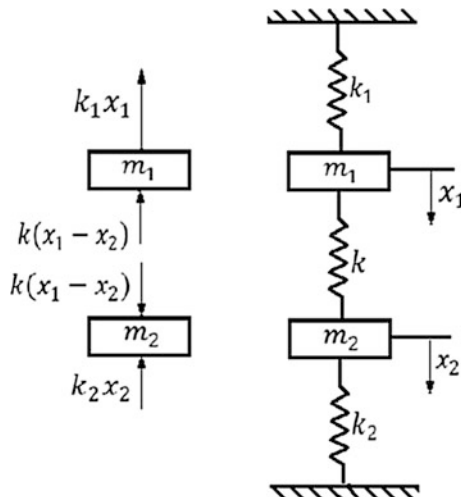 k₁x₁
m₁
k(x₁ − x₂)
k(x₁ − x₂)
m₂
k₂x₂
k₁
m₁
x₁
k
m₂
x₂
k₂